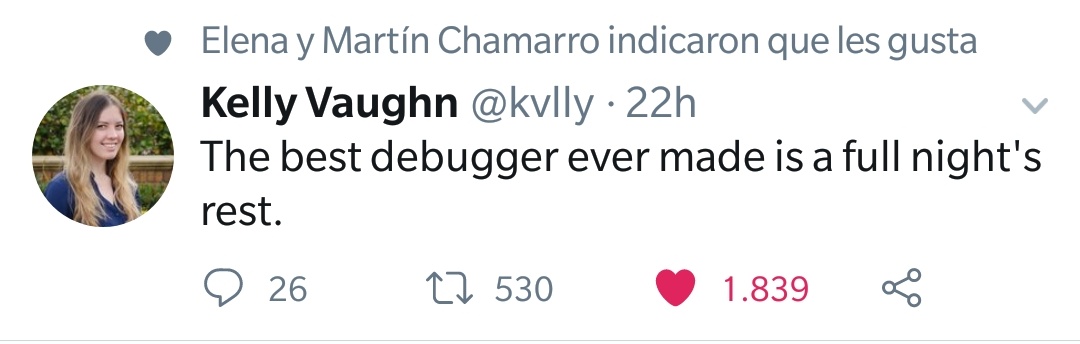 Elena y Martín Chamarro indicaron que les gusta
Kelly Vaughn @kvlly · 22h
The best debugger ever made is a full night's
rest.
26 530 1.839